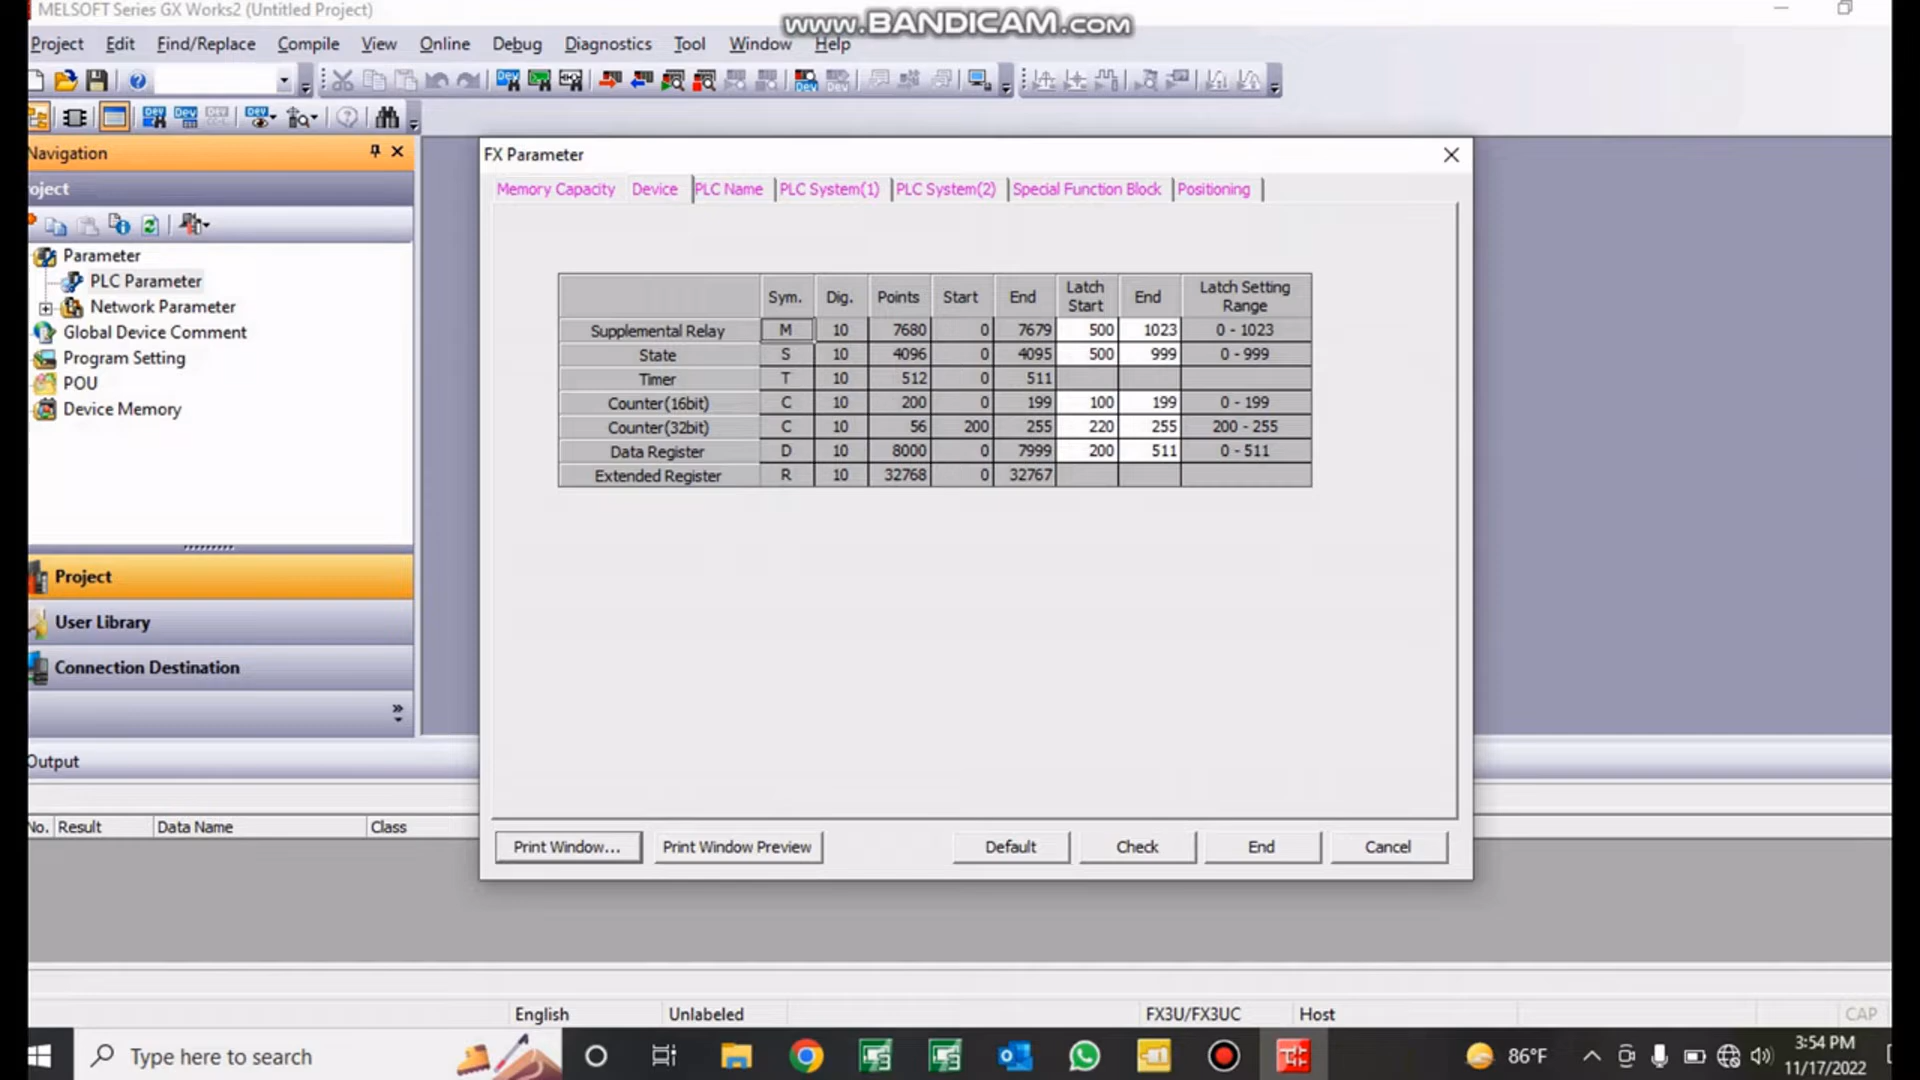 MELSOFT Series GX Works2 (Untitled Project)
www.BANDICAM.com
Project Edit Find/Replace Compile View Online Debug Diagnostics Tool Window Help
Navigation
oject
Parameter
PLC Parameter
Network Parameter
Global Device Comment
Program Setting
POU
Device Memory
Project
User Library
Connection Destination
FX Parameter
Memory Capacity Device PLC Name PLC System(1) PLC System(2) Special Function Block Positioning
Sym. Dig. Points Start End Latch Start End Latch Setting Range
Supplemental Relay M 10 7680 0 7679 500 1023 0 - 1023
State S 10 4096 0 4095 500 999 0 - 999
Timer T 10 512 0 511
Counter(16bit) C 10 200 0 199 100 199 0 - 199
Counter(32bit) C 10 56 200 255 220 255 200 - 255
Data Register D 10 8000 0 7999 200 511 0 - 511
Extended Register R 10 32768 0 32767
Print Window... Print Window Preview Default Check End Cancel
Output
No. Result Data Name Class
English Unlabeled FX3U/FX3UC Host CAP
Type here to search
86°F
3:54 PM
11/17/2022